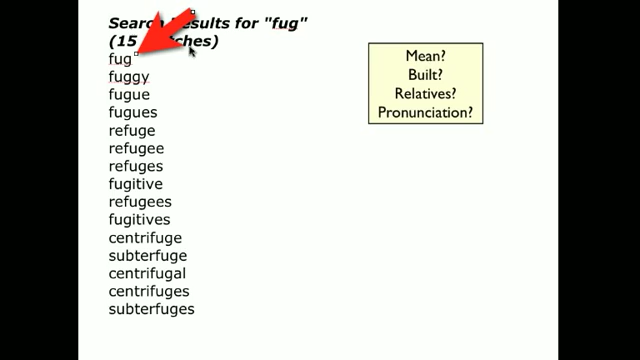 Search Results for "fug"
(15
fug
fuggy
fugue
fugues
refuge
refugee
refuges
fugitive
refugees
fugitives
centrifuge
subterfuge
centrifugal
centrifuges
subterfuges
Mean?
Built?
Relatives?
Pronunciation?